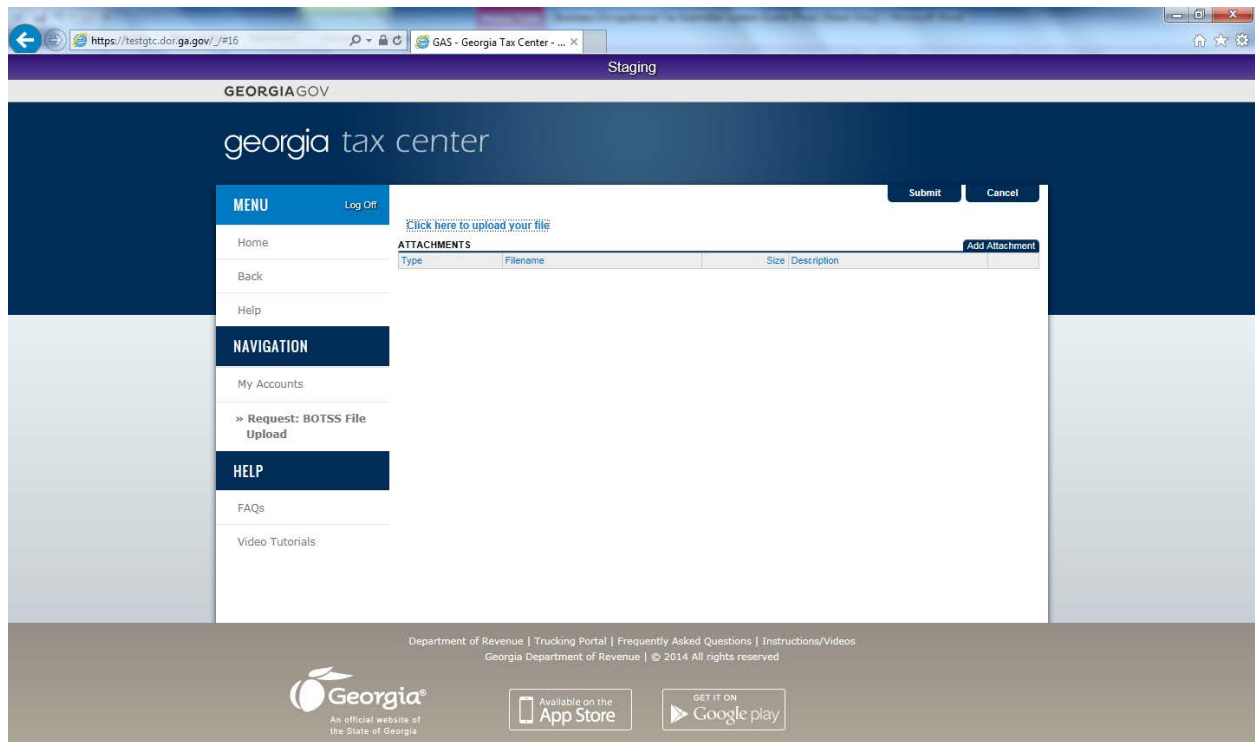 https://testgtc.dor.ga.gov/_/#16
GAS - Georgia Tax Center - ...
Staging
GEORGIAGOV
georgia tax center
MENU
Log Off
Submit
Cancel
Click here to upload your file
Home
ATTACHMENTS
Add Attachment
Type
Filename
Size
Description
Back
Help
NAVIGATION
My Accounts
» Request: BOTSS File
Upload
HELP
FAQs
Video Tutorials
Department of Revenue | Trucking Portal | Frequently Asked Questions | Instructions/Videos
Georgia Department of Revenue | © 2014 All rights reserved
Georgia®
An official website of
the State of Georgia
Available on the
App Store
GET IT ON
Google play